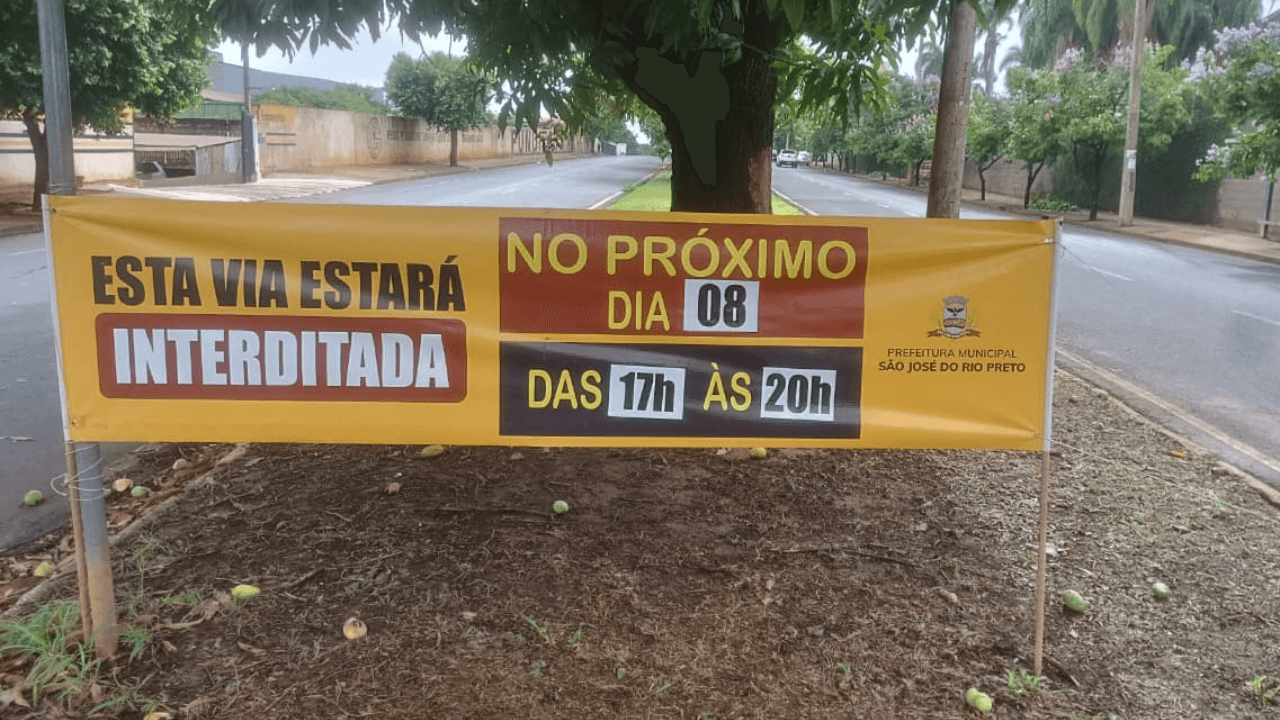 ESTA VIA ESTARÁ
INTERDITADA
NO PRÓXIMO
DIA 08
DAS 17h ÀS 20h
PREFEITURA MUNICIPAL
SÃO JOSÉ DO RIO PRETO